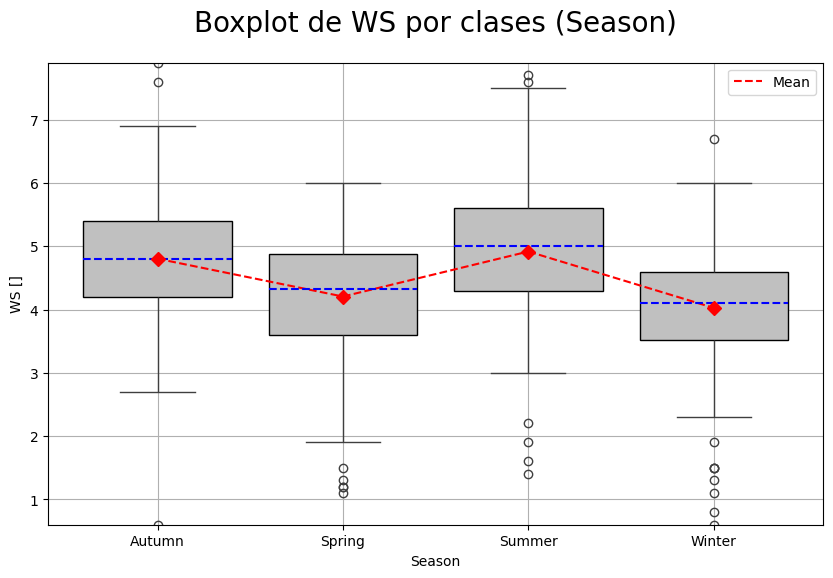 Boxplot de WS por clases (Season)
Mean
7
6
5
4
3
2
1
WS []
Autumn
Spring
Summer
Winter
Season